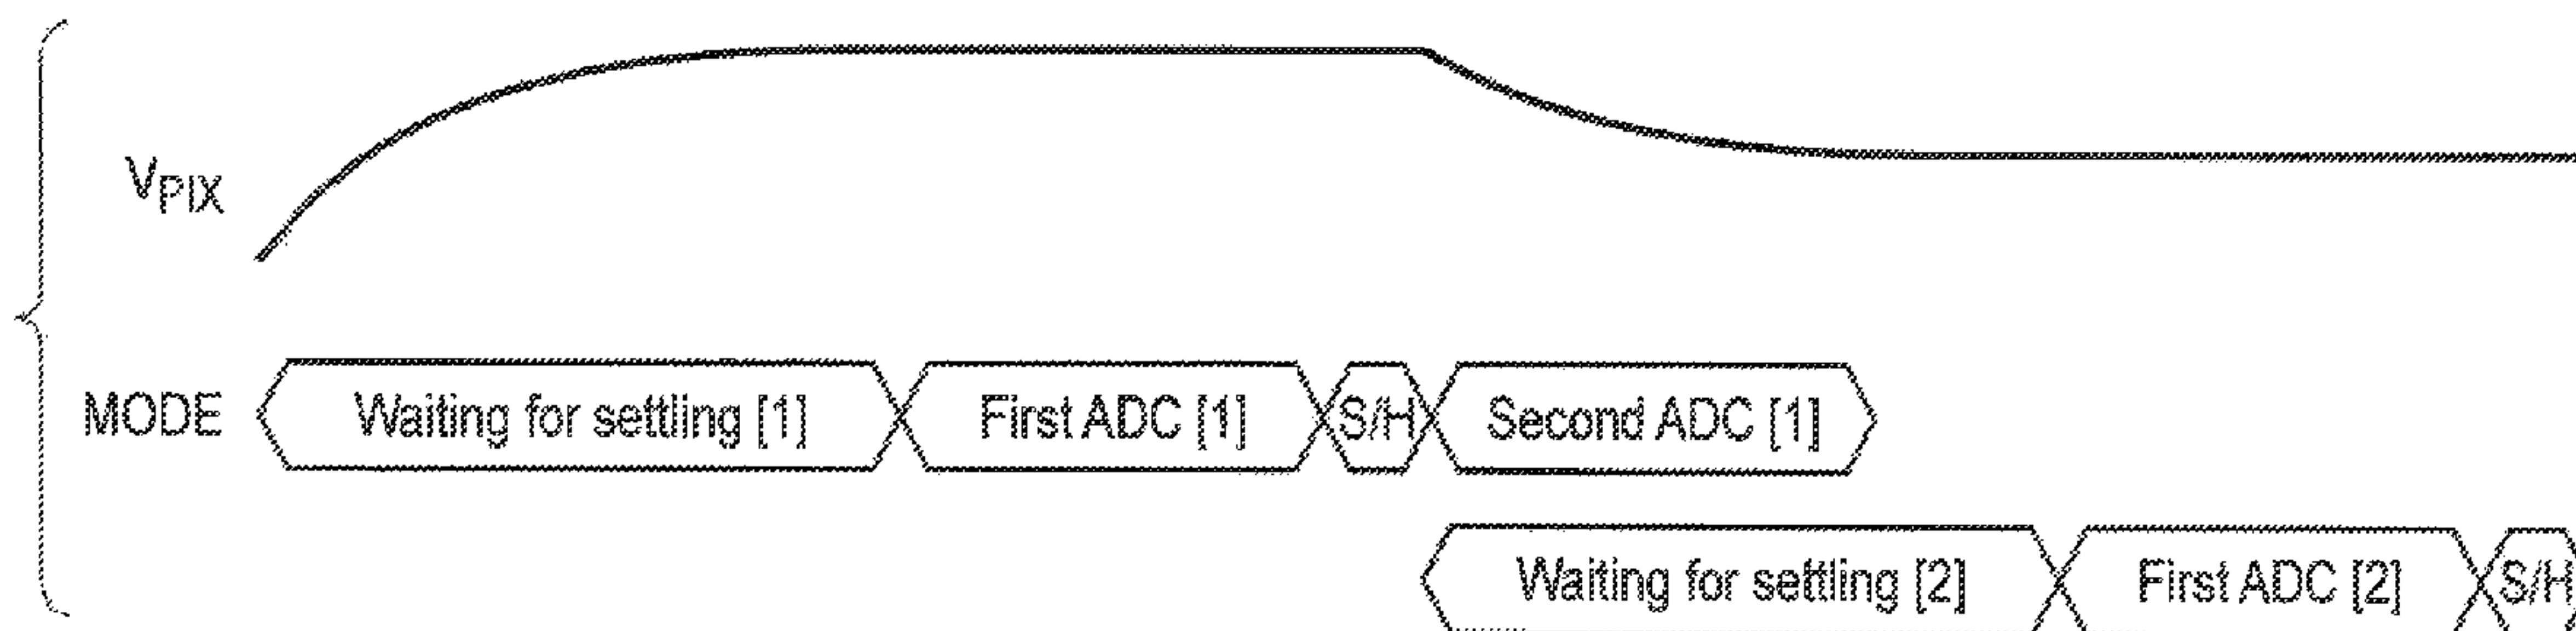 VPIX
MODE Waiting for settling [1] First ADC [1] S/H Second ADC [1]
Waiting for settling [2] First ADC [2] S/H